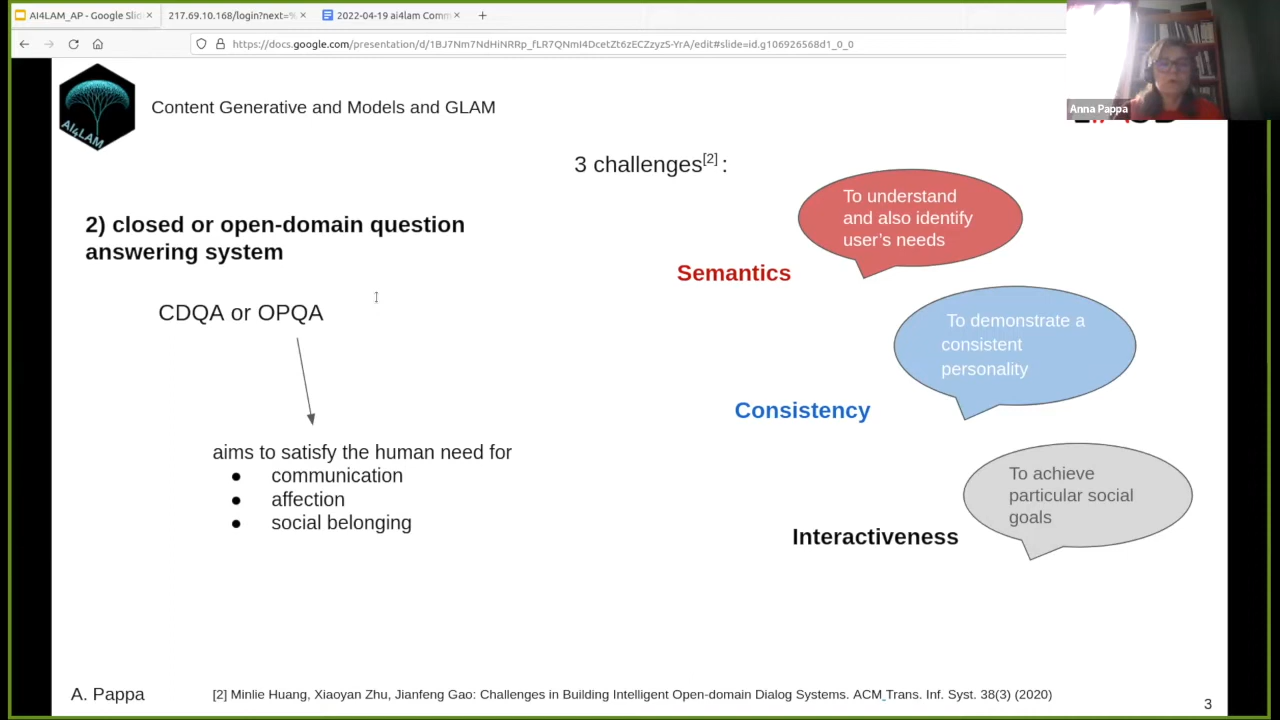 AI4LAM_AP - Google Slid
217.69.10.168/login?next=%
2022-04-19 ai4lam Comm
https://docs.google.com/presentation/d/1BJ7Nm7NdHiNRRp_fLR7QNmI4DcetZt6zECZzyzS-YrA/edit#slide=id.g106926568d1_0_0
Anna Pappa
AI4LAM
Content Generative and Models and GLAM
3 challenges[2] :
2) closed or open-domain question
answering system
CDQA or OPQA
aims to satisfy the human need for
● communication
● affection
● social belonging
To understand
and also identify
user's needs
Semantics
To demonstrate a
consistent
personality
Consistency
To achieve
particular social
goals
Interactiveness
A. Pappa
[2] Minlie Huang, Xiaoyan Zhu, Jianfeng Gao: Challenges in Building Intelligent Open-domain Dialog Systems. ACM Trans. Inf. Syst. 38(3) (2020)
3